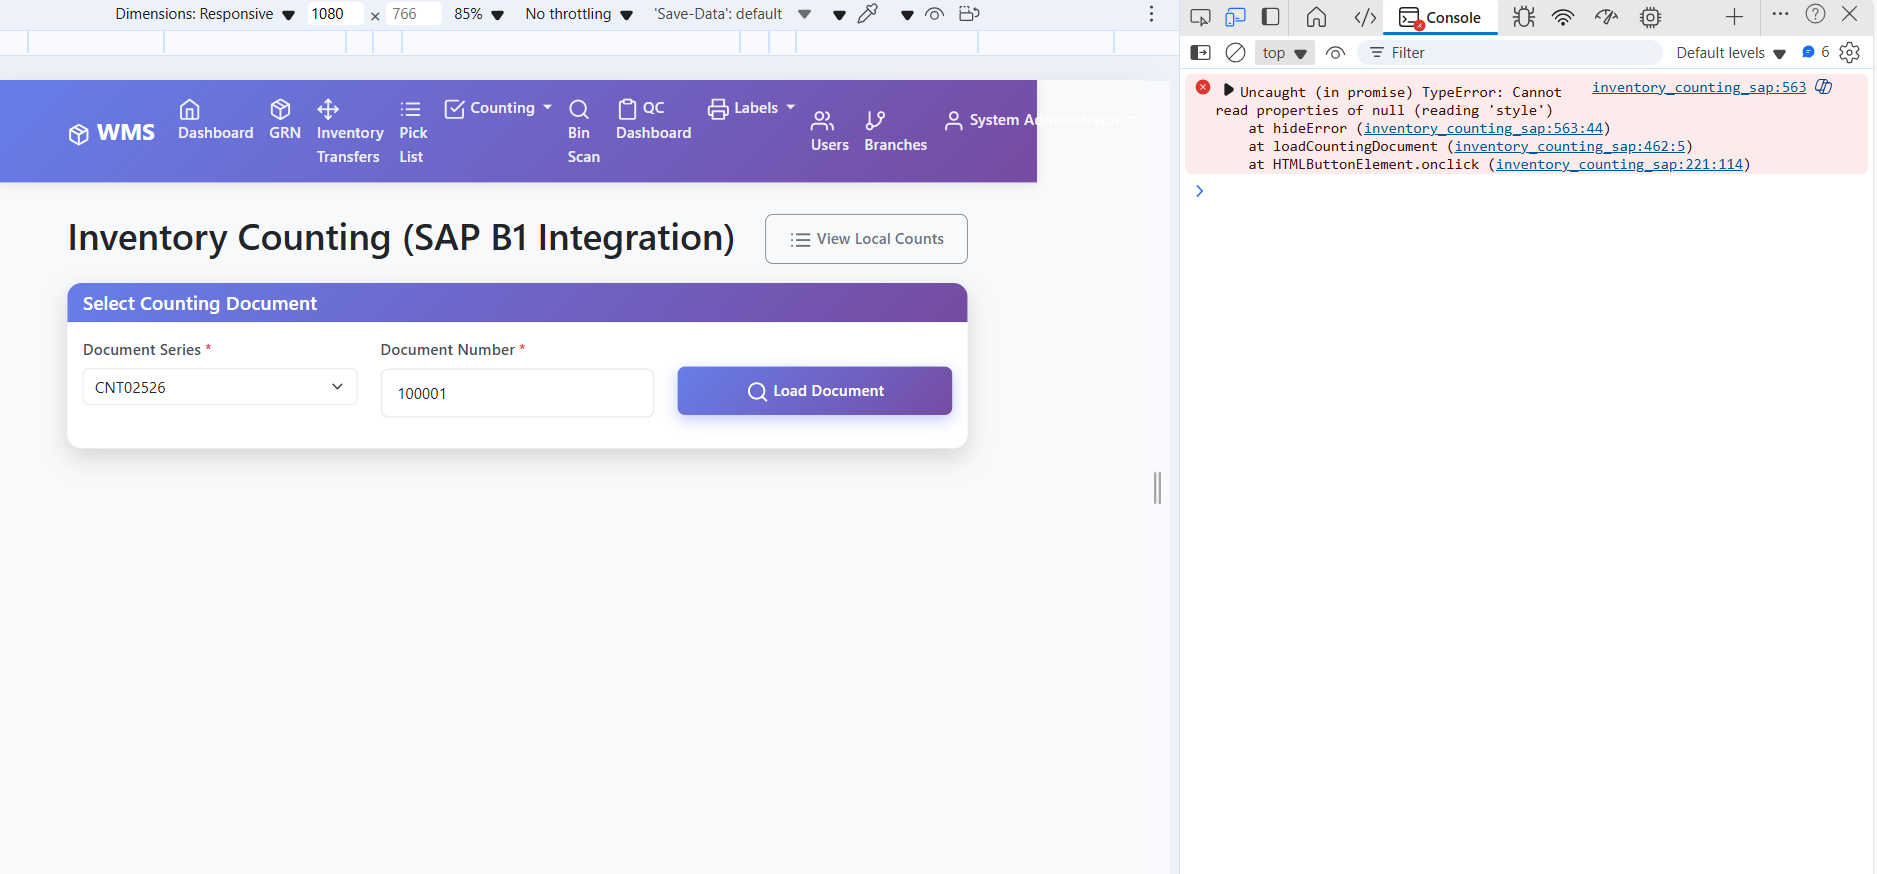 Dimensions: Responsive 1080 × 766 85% No throttling 'Save-Data': default
WMS
Dashboard
GRN
Inventory
Transfers
Pick
List
Counting
Bin
Scan
QC
Dashboard
Labels
Users
Branches
System Administrator
Inventory Counting (SAP B1 Integration)
View Local Counts
Select Counting Document
Document Series *
CNT02526
Document Number *
100001
Load Document
Console
top
Filter
Default levels
6
Uncaught (in promise) TypeError: Cannot inventory_counting_sap:563
read properties of null (reading 'style')
at hideError (inventory_counting_sap:563:44)
at loadCountingDocument (inventory_counting_sap:462:5)
at HTMLButtonElement.onclick (inventory_counting_sap:221:114)